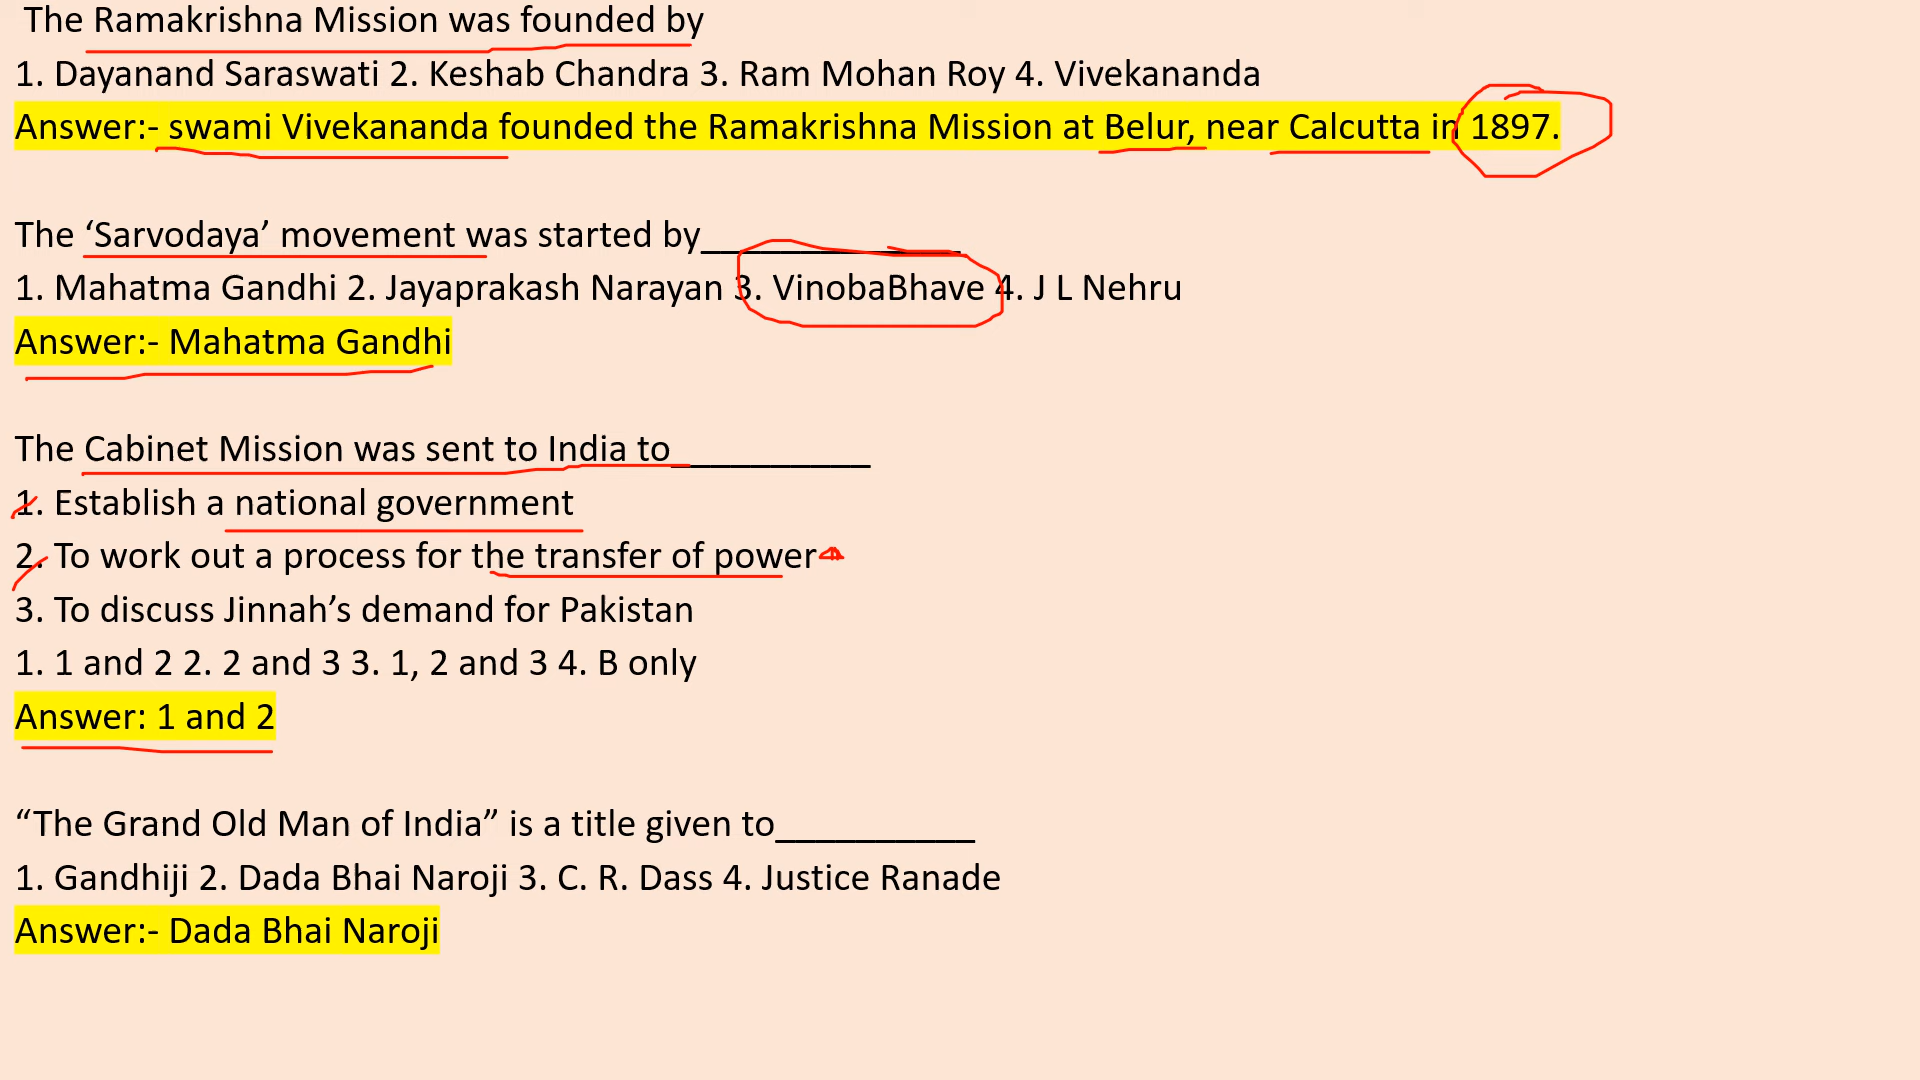 The Ramakrishna Mission was founded by
1. Dayanand Saraswati 2. Keshab Chandra 3. Ram Mohan Roy 4. Vivekananda
Answer:- swami Vivekananda founded the Ramakrishna Mission at Belur, near Calcutta in 1897.
The ‘Sarvodaya’ movement was started by_____________
1. Mahatma Gandhi 2. Jayaprakash Narayan 3. VinobaBhave 4. J L Nehru
Answer:- Mahatma Gandhi
The Cabinet Mission was sent to India to__________
1. Establish a national government
2. To work out a process for the transfer of power
3. To discuss Jinnah’s demand for Pakistan
1. 1 and 2 2. 2 and 3 3. 1, 2 and 3 4. B only
Answer: 1 and 2
“The Grand Old Man of India” is a title given to__________
1. Gandhiji 2. Dada Bhai Naroji 3. C. R. Dass 4. Justice Ranade
Answer:- Dada Bhai Naroji